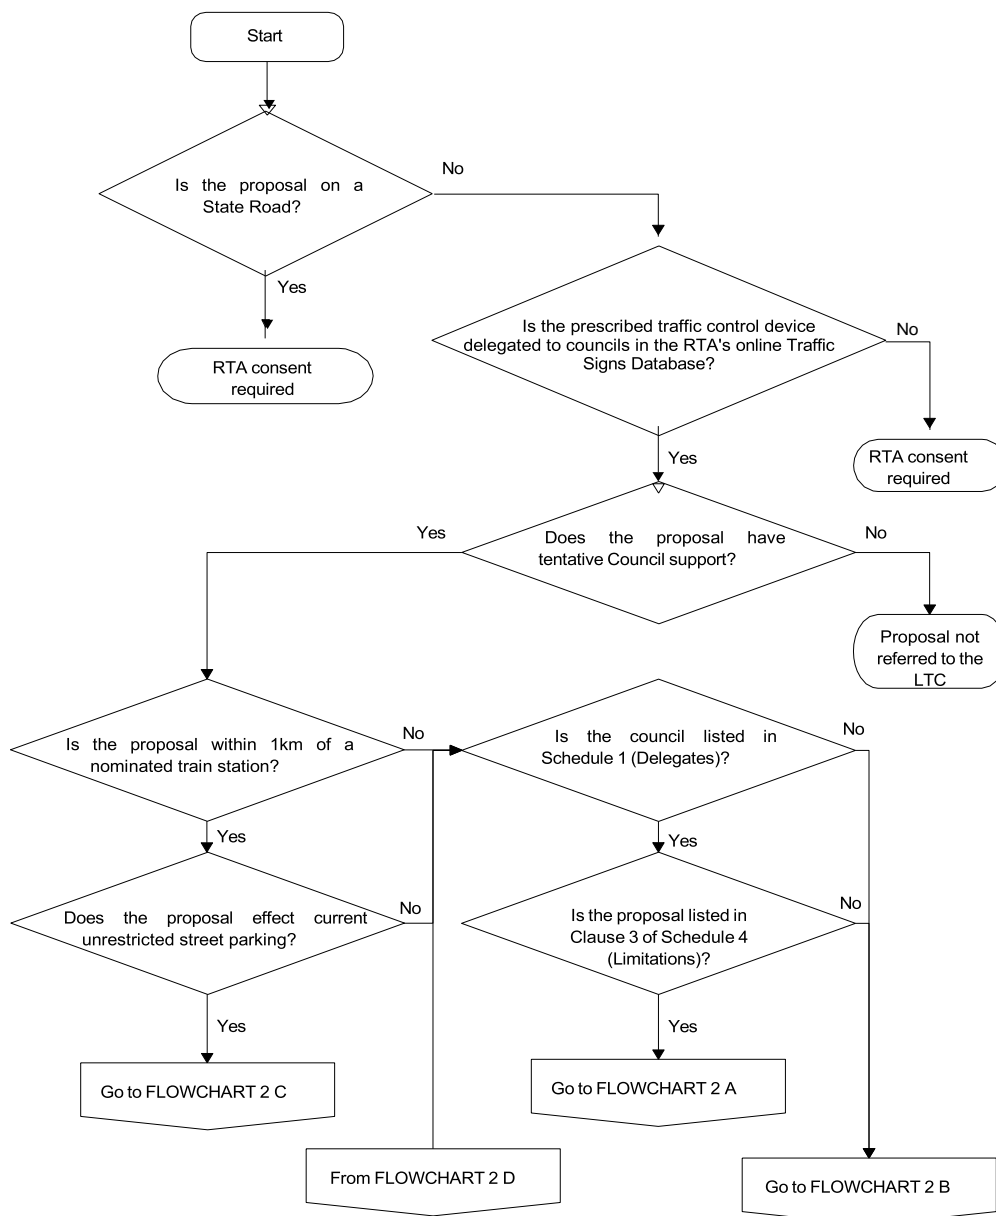 Start
No
Is the proposal on a
State Road?
Yes
Is the prescribed traffic control device
delegated to councils in the RTA's online Traffic
Signs Database?
No
RTA consent
required
Yes
RTA consent
required
Yes
Does the proposal have
tentative Council support?
No
Proposal not
referred to the
LTC
Is the proposal within 1km of a
nominated train station?
No
Is the council listed in
Schedule 1 (Delegates)?
No
Yes
Yes
Does the proposal effect current
unrestricted street parking?
No
Is the proposal listed in
Clause 3 of Schedule 4
(Limitations)?
No
Yes
Yes
Go to FLOWCHART 2 C
Go to FLOWCHART 2 A
From FLOWCHART 2 D
Go to FLOWCHART 2 B